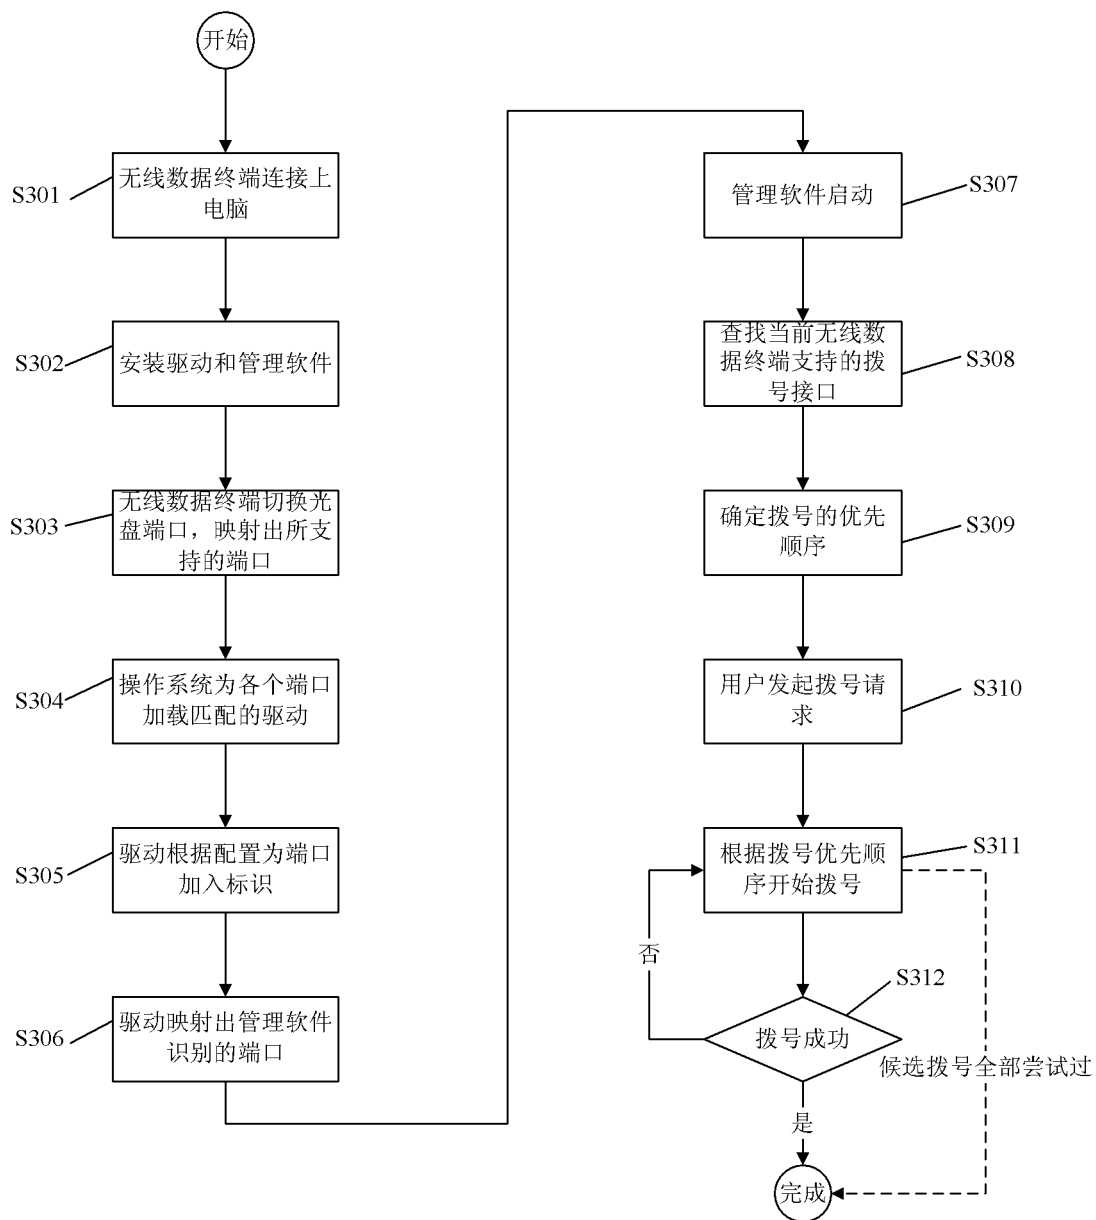 开始
S301
无线数据终端连接上
电脑
S302
安装驱动和管理软件
S303
无线数据终端切换光
盘端口，映射出所支
持的端口
S304
操作系统为各个端口
加载匹配的驱动
S305
驱动根据配置为端口
加入标识
S306
驱动映射出管理软件
识别的端口
管理软件启动
S307
查找当前无线数
据终端支持的拨
号接口
S308
确定拨号的优先
顺序
S309
用户发起拨号请
求
S310
根据拨号优先顺
序开始拨号
S311
否
S312
拨号成功
候选拨号全部尝试过
是
完成